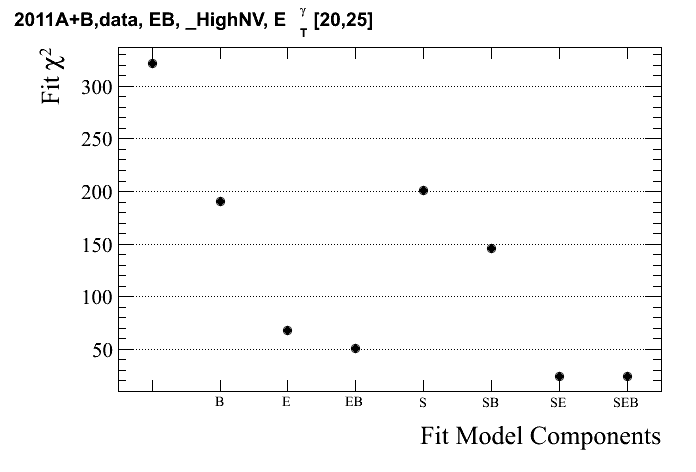 2011A+B,data, EB, _HighNV, E γ T [20,25]
Fit χ²
300
250
200
150
100
50
B E EB S SB SE SEB
Fit Model Components